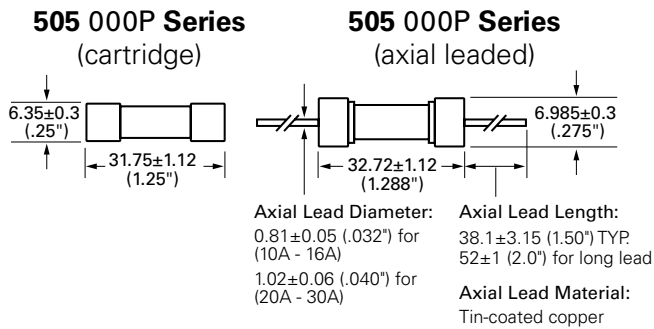 505 000P Series
(cartridge)
505 000P Series
(axial leaded)
6.35±0.3
(.25")
31.75±1.12
(1.25")
6.985±0.3
(.275")
32.72±1.12
(1.288")
Axial Lead Diameter:
0.81±0.05 (.032") for
(10A - 16A)
1.02±0.06 (.040") for
(20A - 30A)
Axial Lead Length:
38.1±3.15 (1.50") TYP.
52±1 (2.0") for long lead
Axial Lead Material:
Tin-coated copper